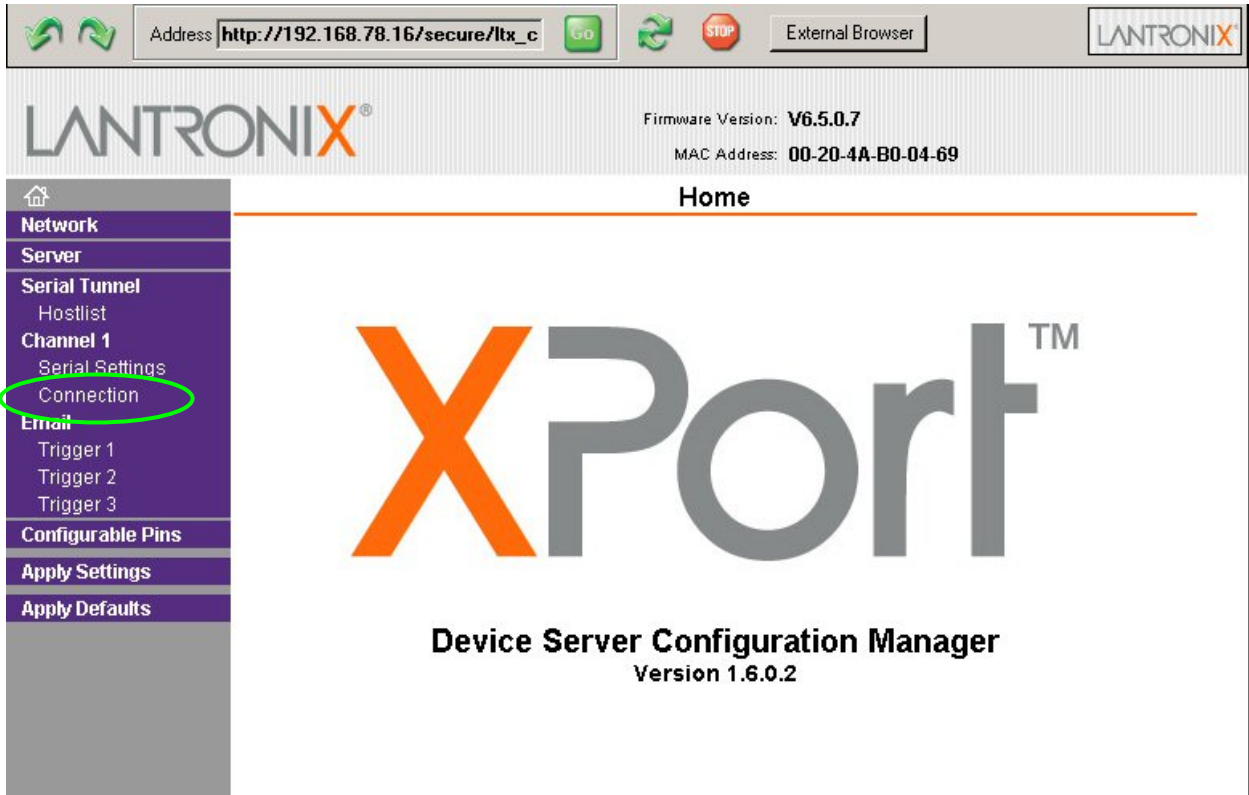 Address http://192.168.78.16/secure/ltx_c Go STOP External Browser LANTRONIX®
LANTRONIX®
Firmware Version: V6.5.0.7
MAC Address: 00-20-4A-B0-04-69
Home
Network
Server
Serial Tunnel
Hostlist
Channel 1
Serial Settings
Connection
Email
Trigger 1
Trigger 2
Trigger 3
Configurable Pins
Apply Settings
Apply Defaults
XPort™
Device Server Configuration Manager
Version 1.6.0.2